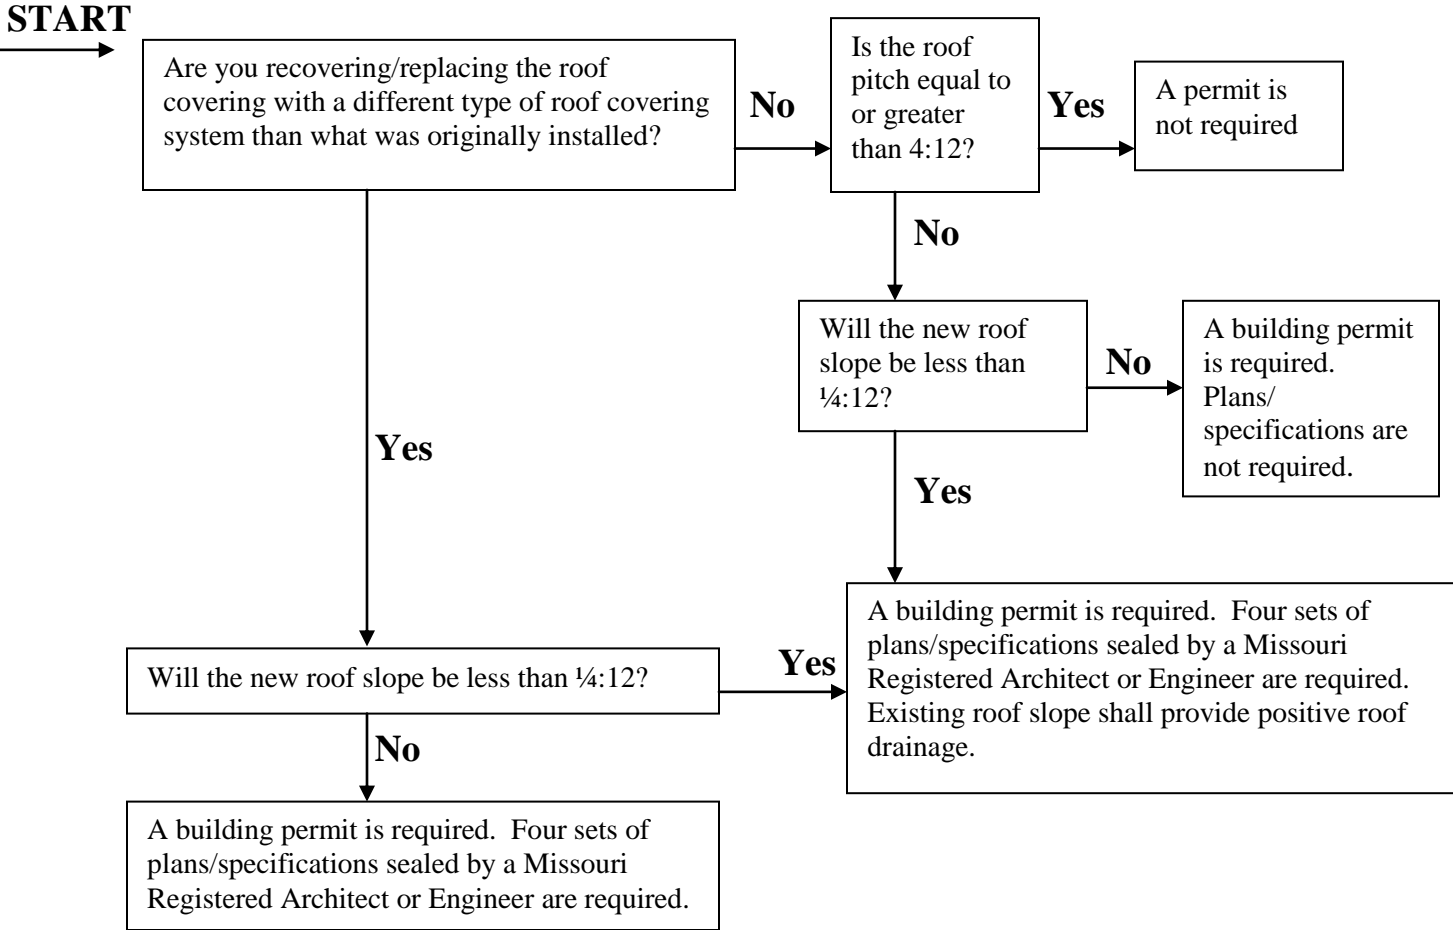 START
Are you recovering/replacing the roof
covering with a different type of roof covering
system than what was originally installed?
No
Is the roof
pitch equal to
or greater
than 4:12?
Yes
A permit is
not required
No
Will the new roof
slope be less than
¼:12?
No
A building permit
is required.
Plans/
specifications are
not required.
Yes
Yes
Will the new roof slope be less than ¼:12?
Yes
A building permit is required.  Four sets of
plans/specifications sealed by a Missouri
Registered Architect or Engineer are required.
Existing roof slope shall provide positive roof
drainage.
No
A building permit is required.  Four sets of
plans/specifications sealed by a Missouri
Registered Architect or Engineer are required.